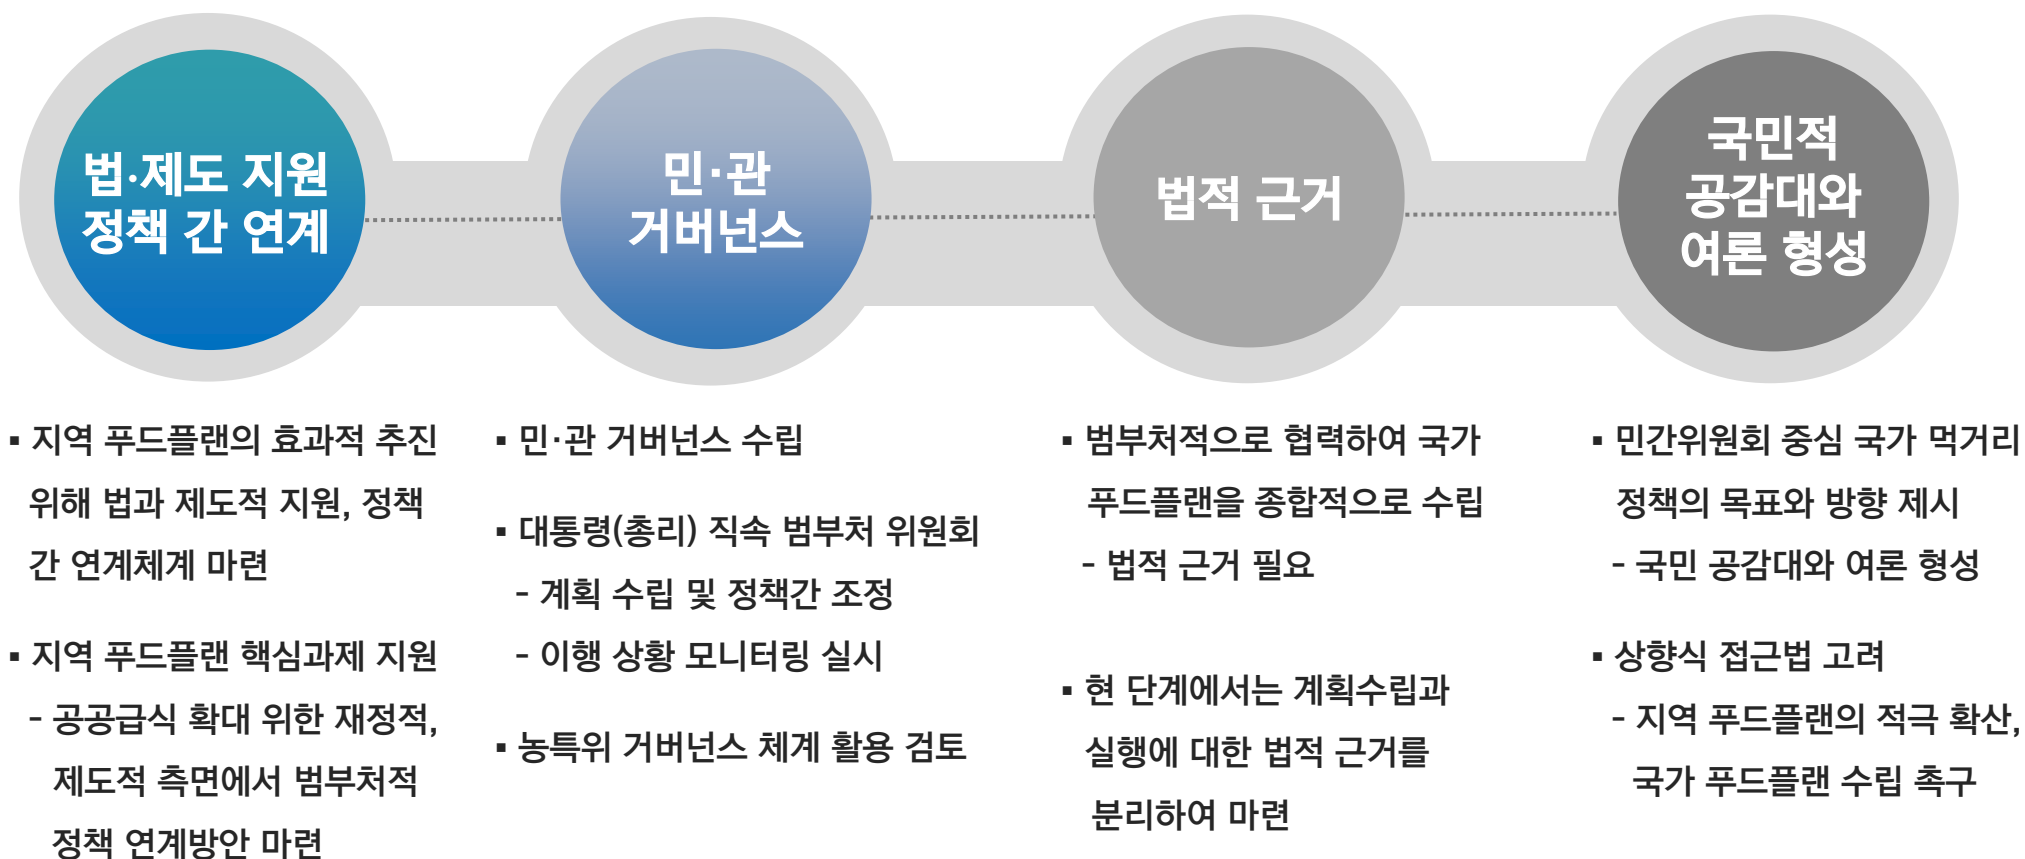 법·제도 지원
정책 간 연계
민·관
거버넌스
법적 근거
국민적
공감대와
여론 형성
▪ 지역 푸드플랜의 효과적 추진
위해 법과 제도적 지원, 정책
간 연계체계 마련
▪ 지역 푸드플랜 핵심과제 지원
- 공공급식 확대 위한 재정적,
제도적 측면에서 범부처적
정책 연계방안 마련
▪ 민·관 거버넌스 수립
▪ 대통령(총리) 직속 범부처 위원회
- 계획 수립 및 정책간 조정
- 이행 상황 모니터링 실시
▪ 농특위 거버넌스 체계 활용 검토
▪ 범부처적으로 협력하여 국가
푸드플랜을 종합적으로 수립
- 법적 근거 필요
▪ 현 단계에서는 계획수립과
실행에 대한 법적 근거를
분리하여 마련
▪ 민간위원회 중심 국가 먹거리
정책의 목표와 방향 제시
- 국민 공감대와 여론 형성
▪ 상향식 접근법 고려
- 지역 푸드플랜의 적극 확산,
국가 푸드플랜 수립 촉구